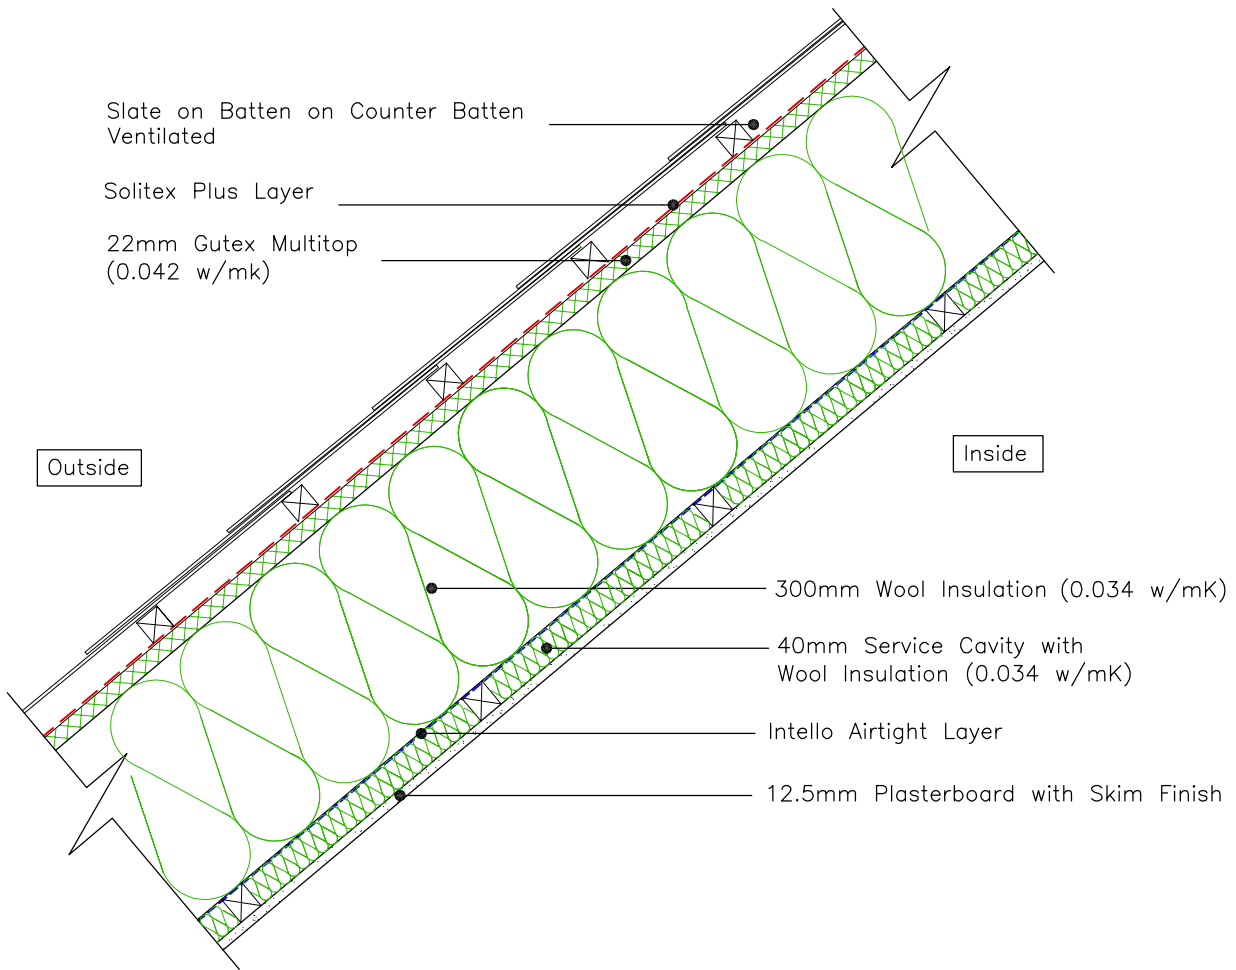 Slate on Batten on Counter Batten
Ventilated
Solitex Plus Layer
22mm Gutex Multitop
(0.042 w/mk)
Outside
Inside
300mm Wool Insulation (0.034 w/mK)
40mm Service Cavity with
Wool Insulation (0.034 w/mK)
Intello Airtight Layer
12.5mm Plasterboard with Skim Finish